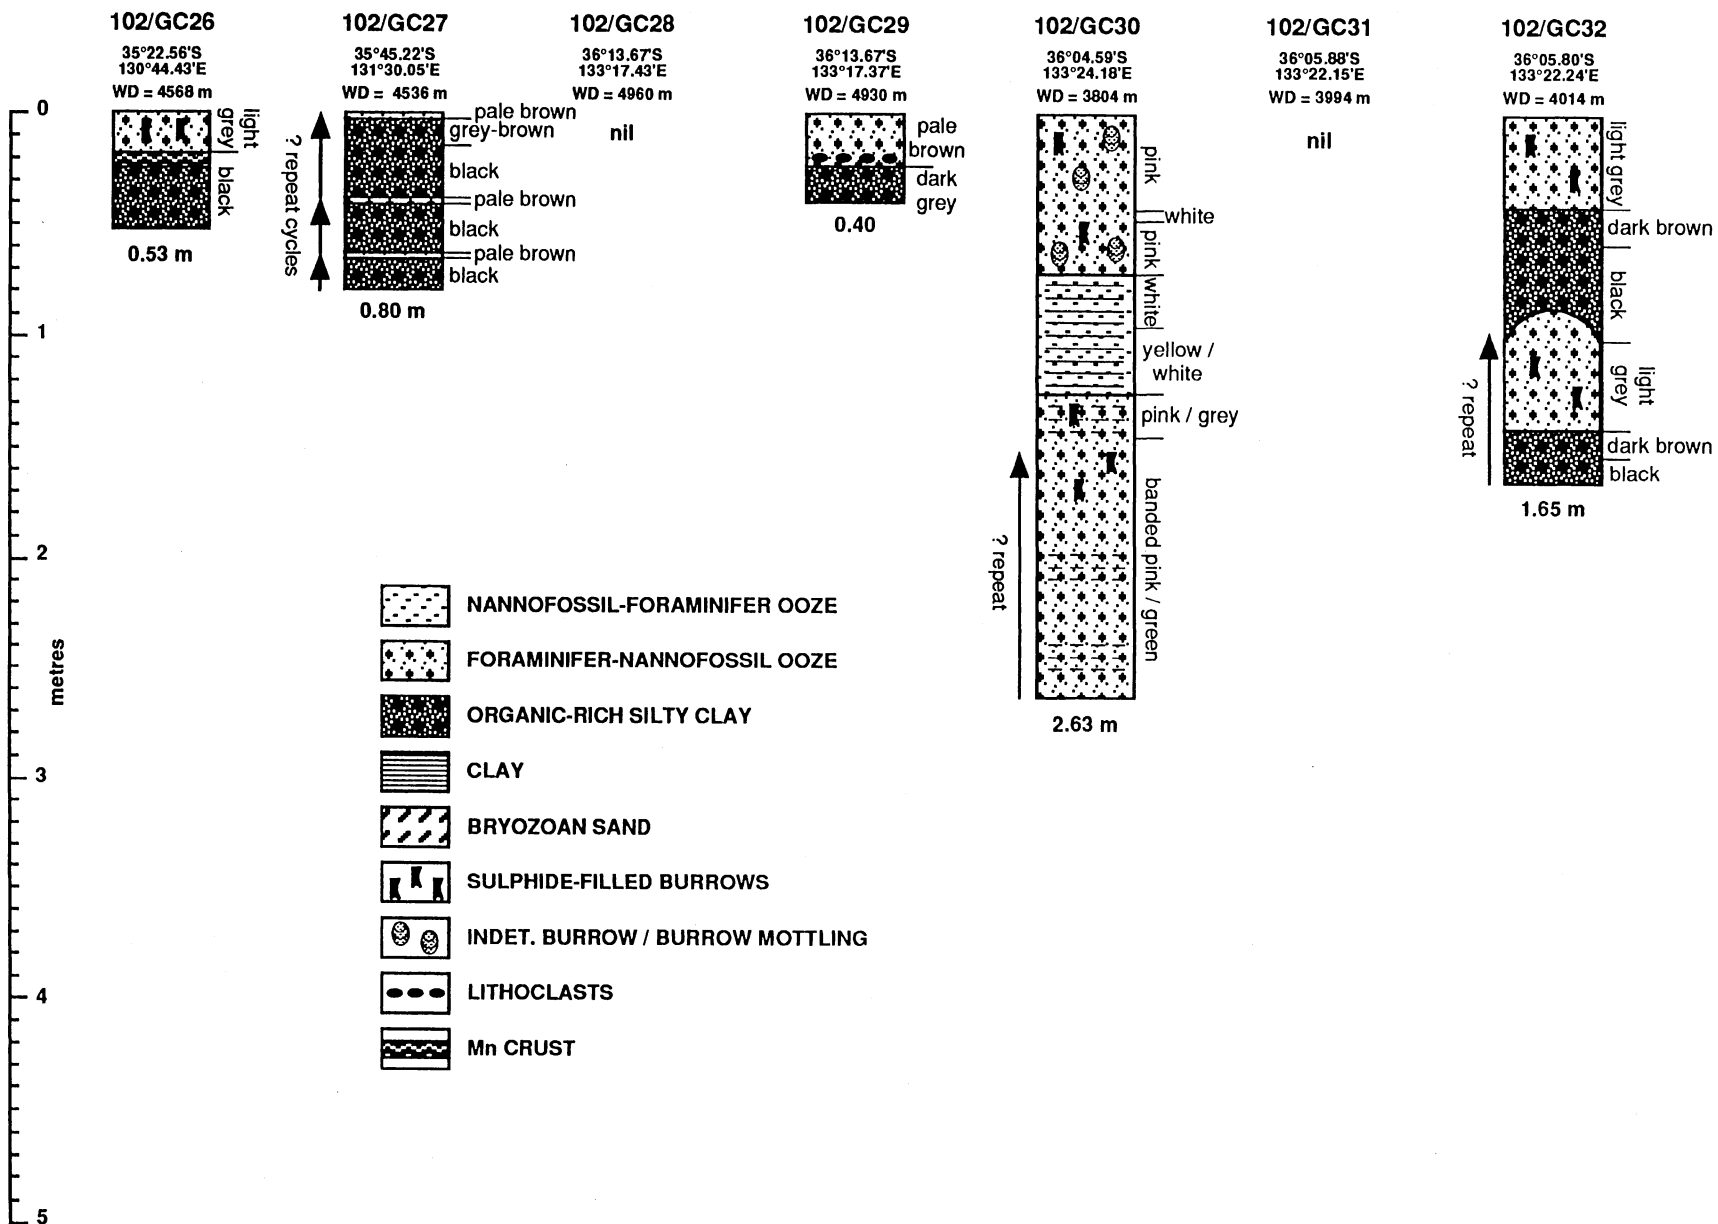 102/GC26
35°22.56'S
130°44.43'E
WD = 4568 m
light
grey
black
0.53 m
102/GC27
35°45.22'S
131°30.05'E
WD = 4536 m
? repeat cycles
pale brown
grey-brown
black
pale brown
black
pale brown
black
0.80 m
102/GC28
36°13.67'S
133°17.43'E
WD = 4960 m
nil
102/GC29
36°13.67'S
133°17.37'E
WD = 4930 m
pale
brown
dark
grey
0.40
102/GC30
36°04.59'S
133°24.18'E
WD = 3804 m
pink
white
pink
white
yellow /
white
pink / grey
banded pink / green
? repeat
2.63 m
102/GC31
36°05.88'S
133°22.15'E
WD = 3994 m
nil
102/GC32
36°05.80'S
133°22.24'E
WD = 4014 m
light grey
dark brown
black
light
grey
dark brown
black
? repeat
1.65 m
0
1
2
3
4
5
metres
NANNOFOSSIL-FORAMINIFER OOZE
FORAMINIFER-NANNOFOSSIL OOZE
ORGANIC-RICH SILTY CLAY
CLAY
BRYOZOAN SAND
SULPHIDE-FILLED BURROWS
INDET. BURROW / BURROW MOTTLING
LITHOCLASTS
Mn CRUST